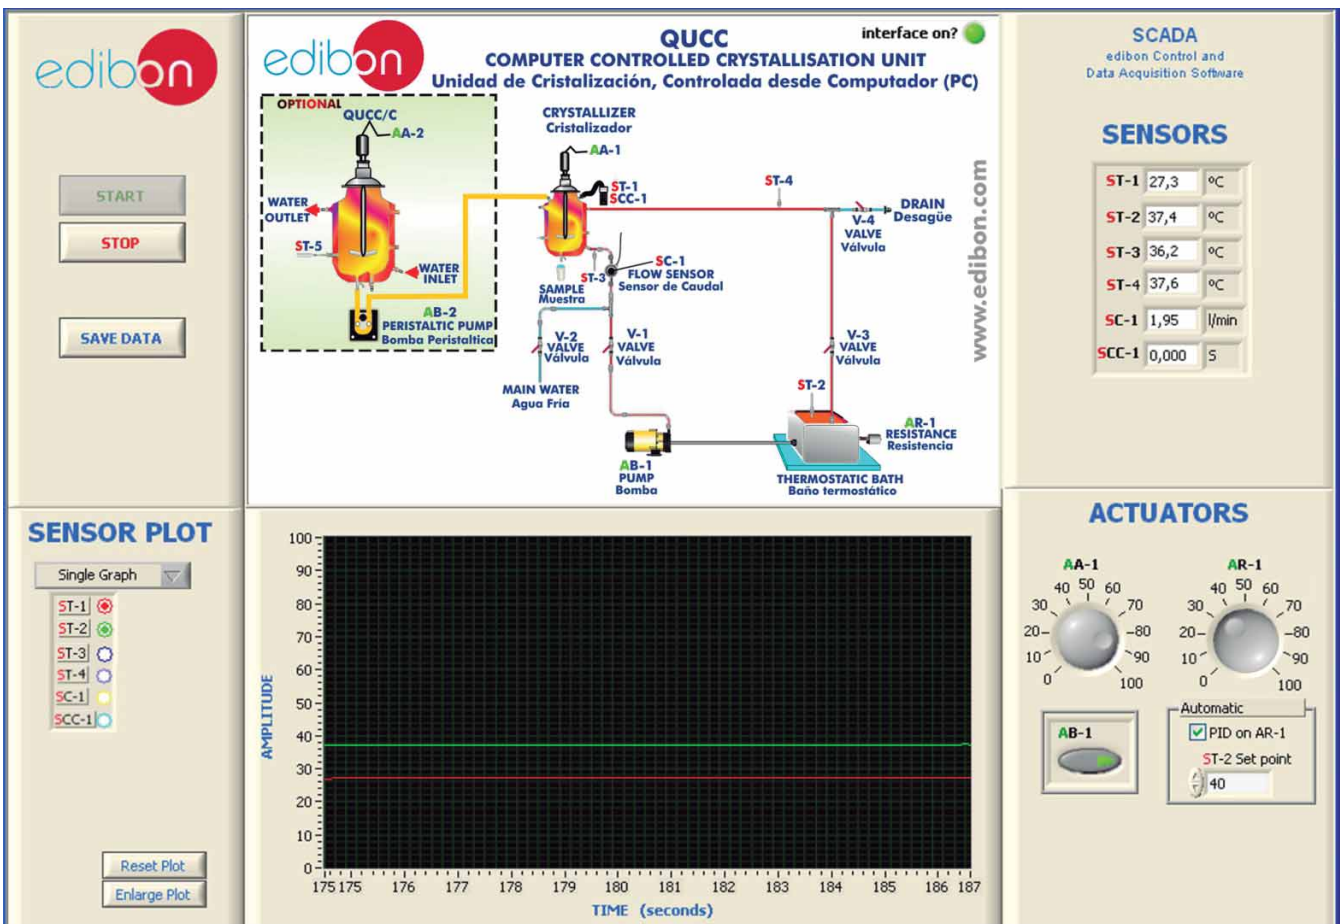 edibon
START
STOP
SAVE DATA
edibon
QUCC
interface on?
COMPUTER CONTROLLED CRYSTALLISATION UNIT
Unidad de Cristalización, Controlada desde Computador (PC)
OPTIONAL
QUCC/C
AA-2
WATER
OUTLET
ST-5
WATER
INLET
AB-2
PERISTALTIC PUMP
Bomba Peristaltica
CRYSTALLIZER
Cristalizador
AA-1
ST-1
SCC-1
ST-4
DRAIN
Desagüe
V-4
VALVE
Válvula
SC-1
FLOW SENSOR
Sensor de Caudal
ST-3
SAMPLE
Muestra
V-2
VALVE
Válvula
V-1
VALVE
Válvula
V-3
VALVE
Válvula
MAIN WATER
Agua Fría
ST-2
AR-1
RESISTANCE
Resistencia
AB-1
PUMP
Bomba
THERMOSTATIC BATH
Baño termostático
www.edibon.com
SCADA
edibon Control and
Data Acquisition Software
SENSORS
ST-1 27,3 ºC
ST-2 37,4 ºC
ST-3 36,2 ºC
ST-4 37,6 ºC
SC-1 1,95 l/min
SCC-1 0,000 S
SENSOR PLOT
Single Graph
ST-1
ST-2
ST-3
ST-4
SC-1
SCC-1
Reset Plot
Enlarge Plot
AMPLITUDE
100
90
80
70
60
50
40
30
20
10
0
175 175 176 177 178 179 180 181 182 183 184 185 186 187
TIME (seconds)
ACTUATORS
AA-1
0 10 20 30 40 50 60 70 80 90 100
AR-1
0 10 20 30 40 50 60 70 80 90 100
AB-1
Automatic
PID on AR-1
ST-2 Set point
40